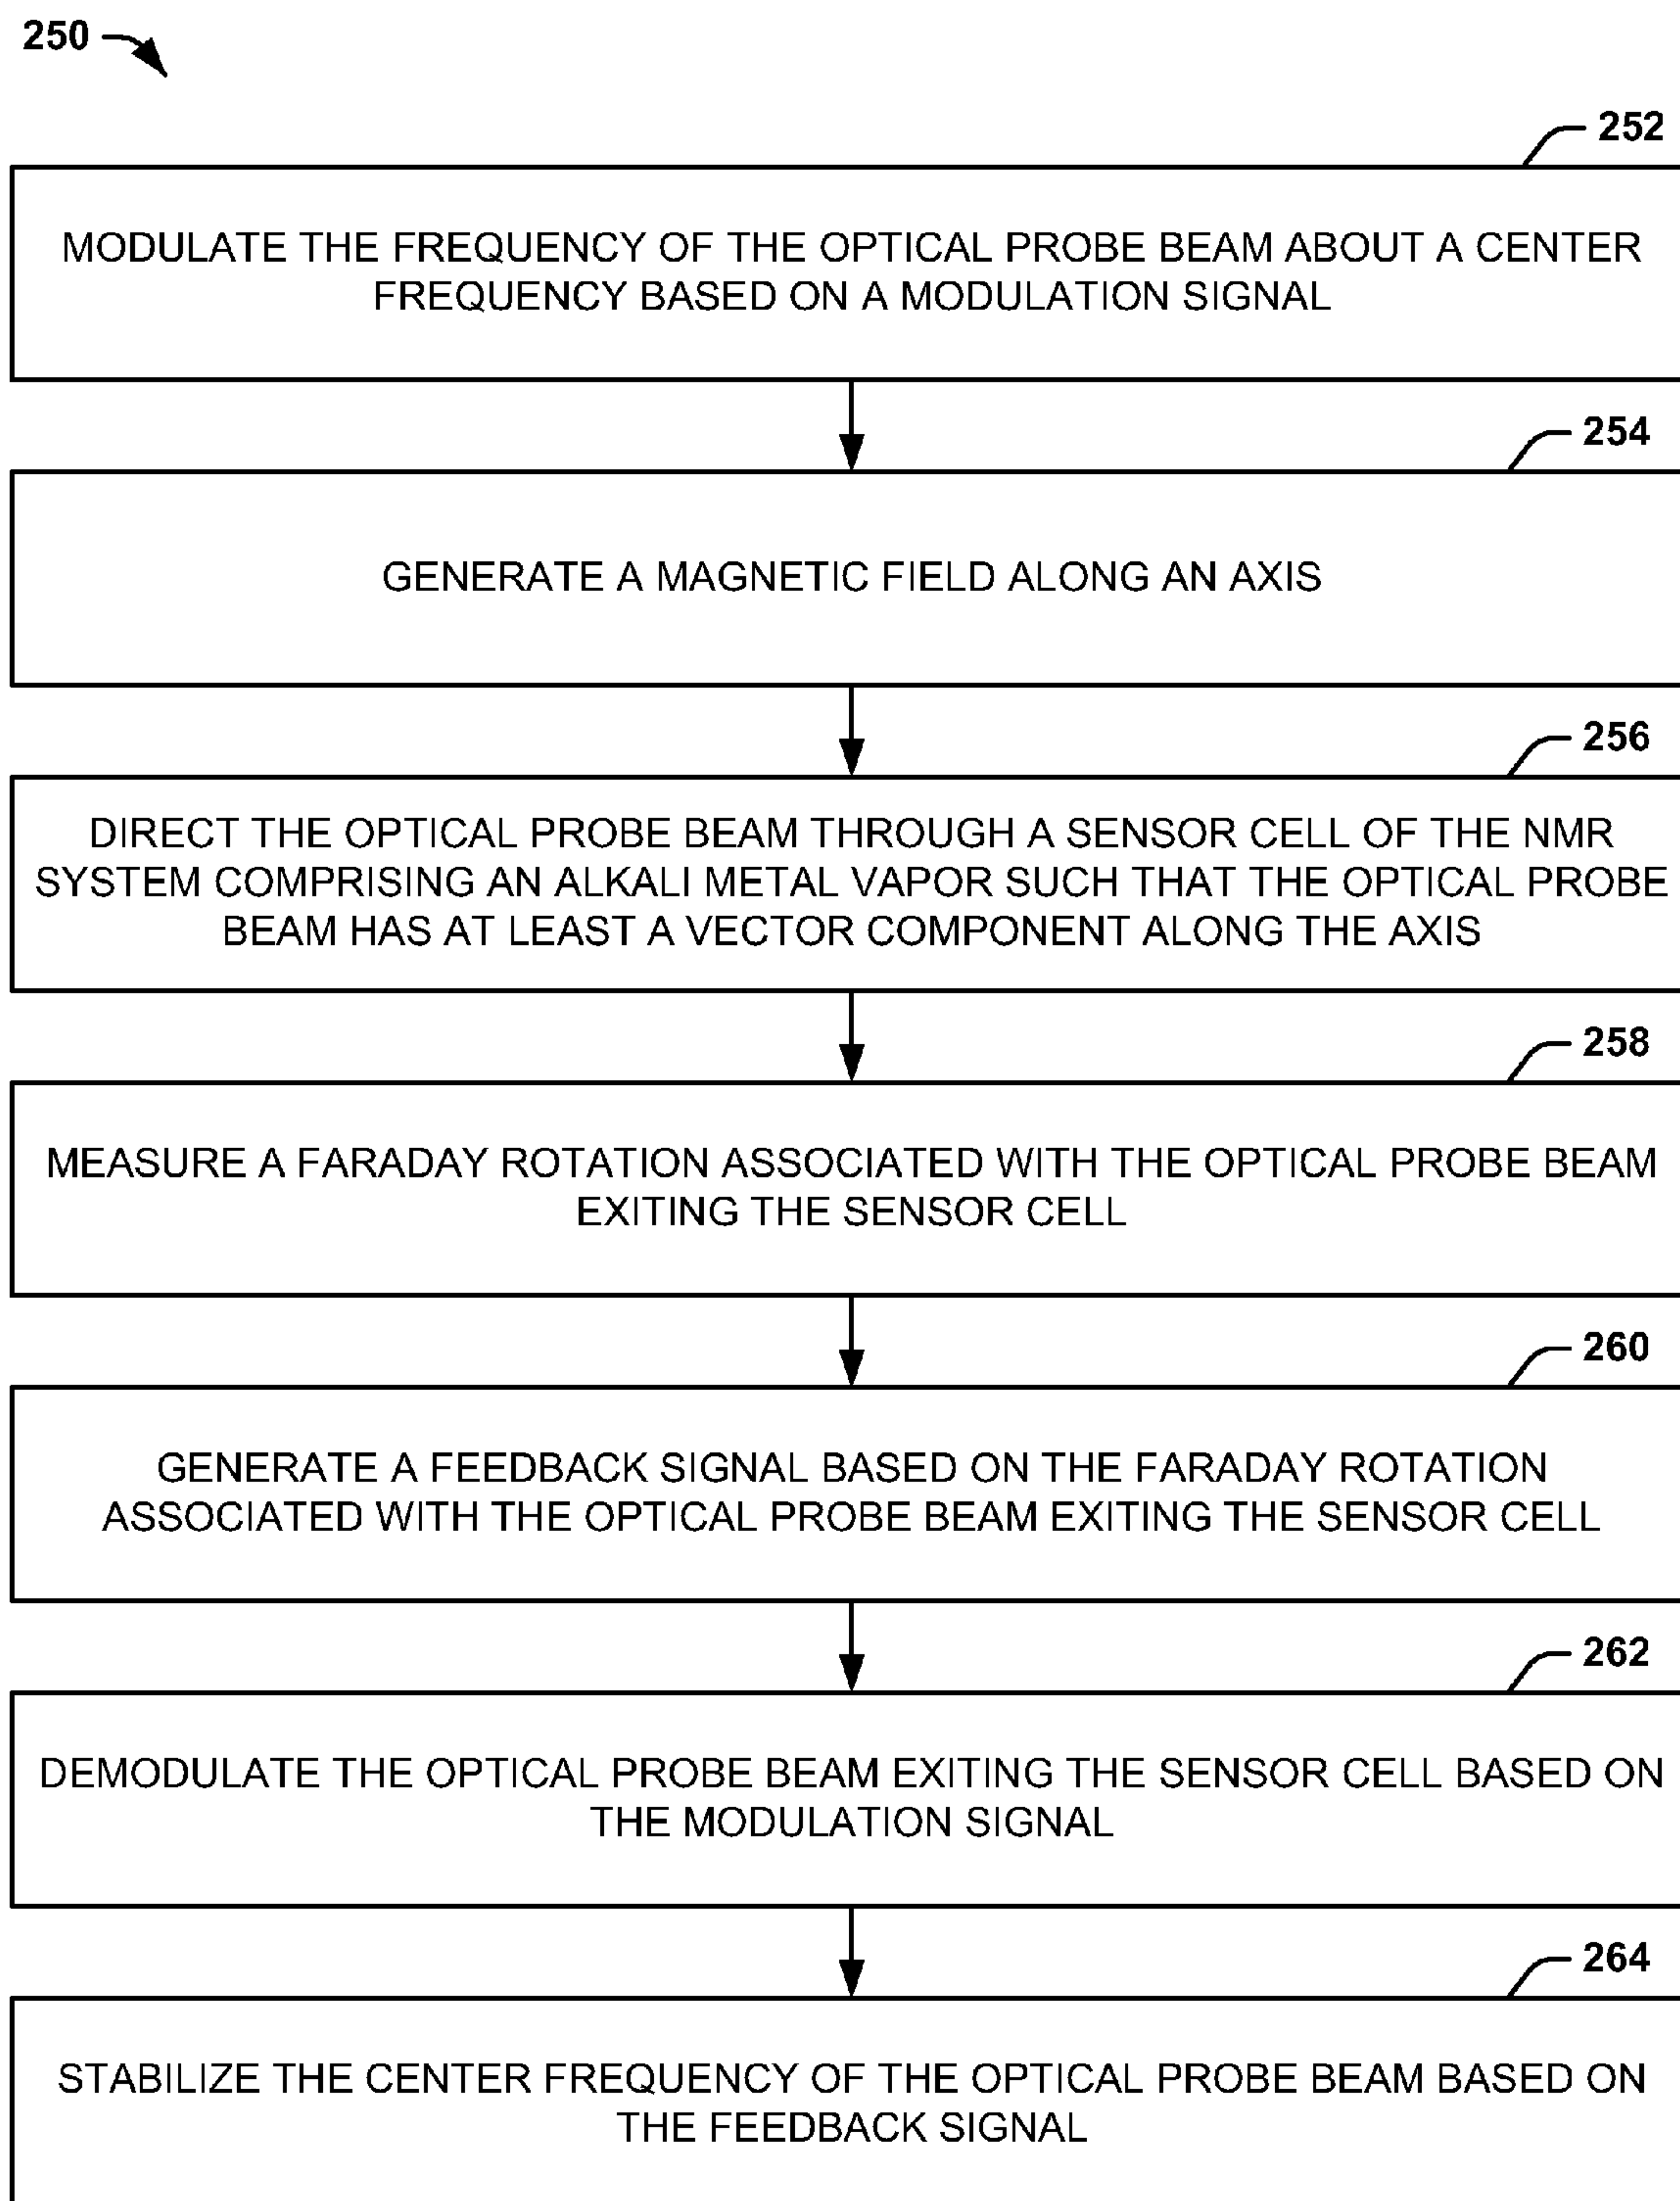 250
252
MODULATE THE FREQUENCY OF THE OPTICAL PROBE BEAM ABOUT A CENTER
FREQUENCY BASED ON A MODULATION SIGNAL
254
GENERATE A MAGNETIC FIELD ALONG AN AXIS
256
DIRECT THE OPTICAL PROBE BEAM THROUGH A SENSOR CELL OF THE NMR
SYSTEM COMPRISING AN ALKALI METAL VAPOR SUCH THAT THE OPTICAL PROBE
BEAM HAS AT LEAST A VECTOR COMPONENT ALONG THE AXIS
258
MEASURE A FARADAY ROTATION ASSOCIATED WITH THE OPTICAL PROBE BEAM
EXITING THE SENSOR CELL
260
GENERATE A FEEDBACK SIGNAL BASED ON THE FARADAY ROTATION
ASSOCIATED WITH THE OPTICAL PROBE BEAM EXITING THE SENSOR CELL
262
DEMODULATE THE OPTICAL PROBE BEAM EXITING THE SENSOR CELL BASED ON
THE MODULATION SIGNAL
264
STABILIZE THE CENTER FREQUENCY OF THE OPTICAL PROBE BEAM BASED ON
THE FEEDBACK SIGNAL